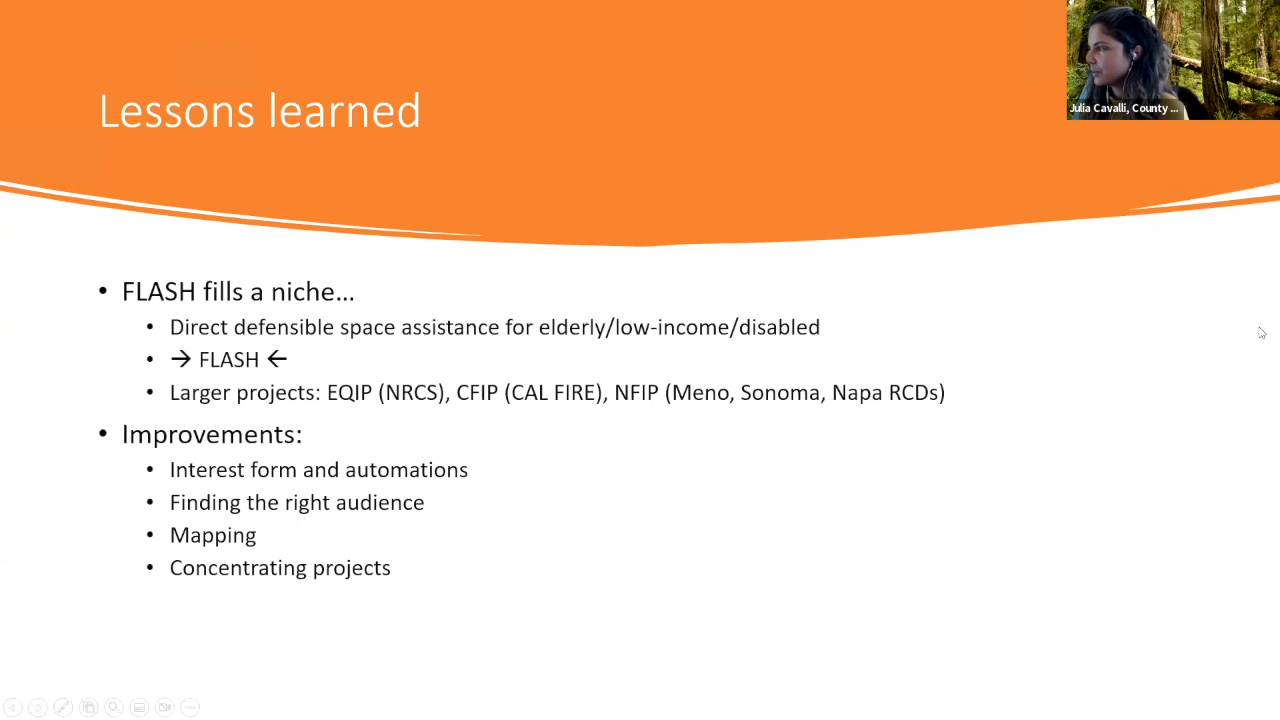 Lessons learned
Julia Cavalli, County ...
• FLASH fills a niche...
• Direct defensible space assistance for elderly/low-income/disabled
• → FLASH ←
• Larger projects: EQIP (NRCS), CFIP (CAL FIRE), NFIP (Meno, Sonoma, Napa RCDs)
• Improvements:
• Interest form and automations
• Finding the right audience
• Mapping
• Concentrating projects